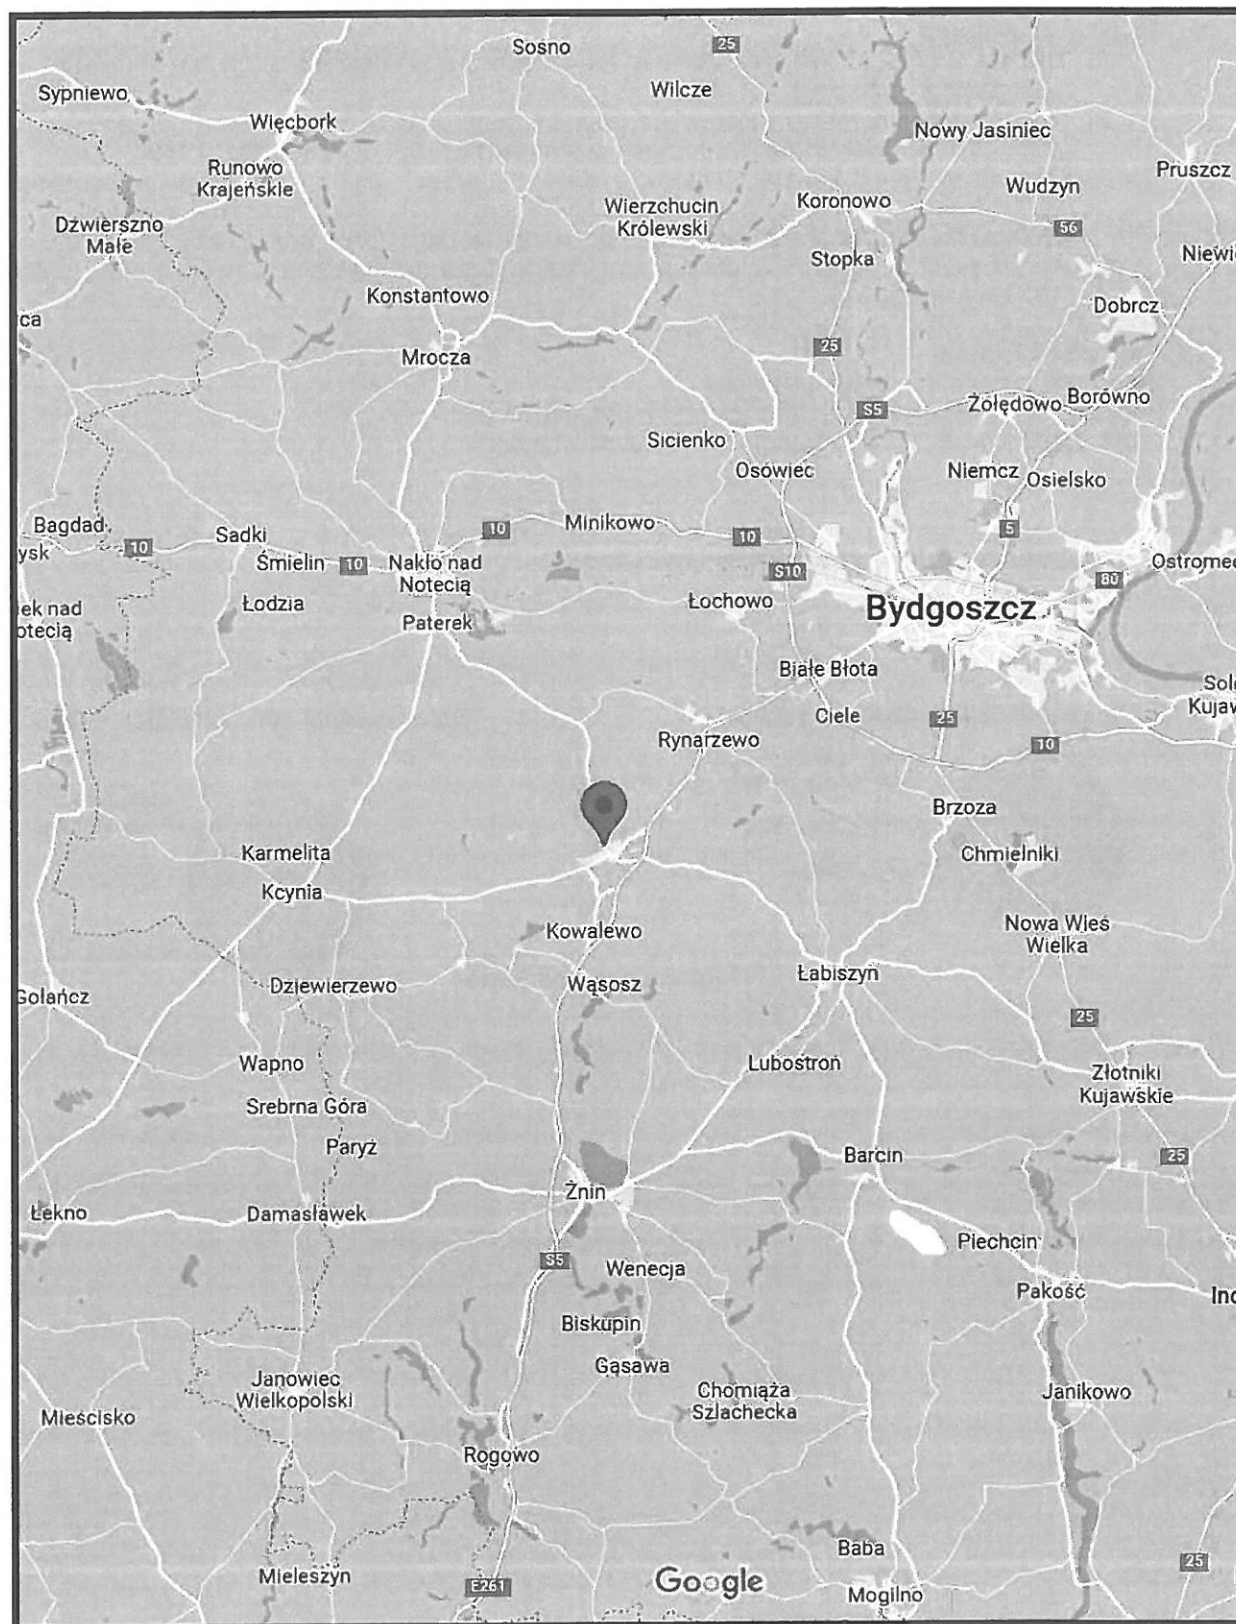 Sośno
25
Wilcze
Sypniewo
Więcbork
Nowy Jasiniec
Runowo
Krajeńskie
Pruszcz
Wudzyn
Koronowo
Wierzchucin
Królewski
Dźwierszno
Małe
56
Stopka
Konstantowo
Dobrcz
Mrocza
25
Żołędowo
Borówno
S5
Sicienko
Osówiec
Niemcz
Osielsko
Bagdad
10
Sadki
Śmielin
10
10
Minikowo
10
5
Nakło nad
Notecią
S10
80
Łodzia
Paterek
Łochowo
Bydgoszcz
Białe Błota
Ciele
25
Rynarzewo
10
Brzoza
Karmelita
Chmielniki
Kcynia
Kowalewo
Nowa Wieś
Wielka
Gołańcz
Dziewierzewo
Wąsosz
Łabiszyn
25
Wapno
Lubostroń
Złotniki
Kujawskie
Srebrna Góra
Paryż
Barcin
25
Żnin
Łekno
Damasławek
Piechcin
S5
Wenecja
Pakość
Biskupin
Gąsawa
Janowiec
Wielkopolski
Chomiąża
Szlachecka
Janikowo
Mieścisko
Rogowo
Baba
25
Mieleszyn
E261
Google
Mogilno